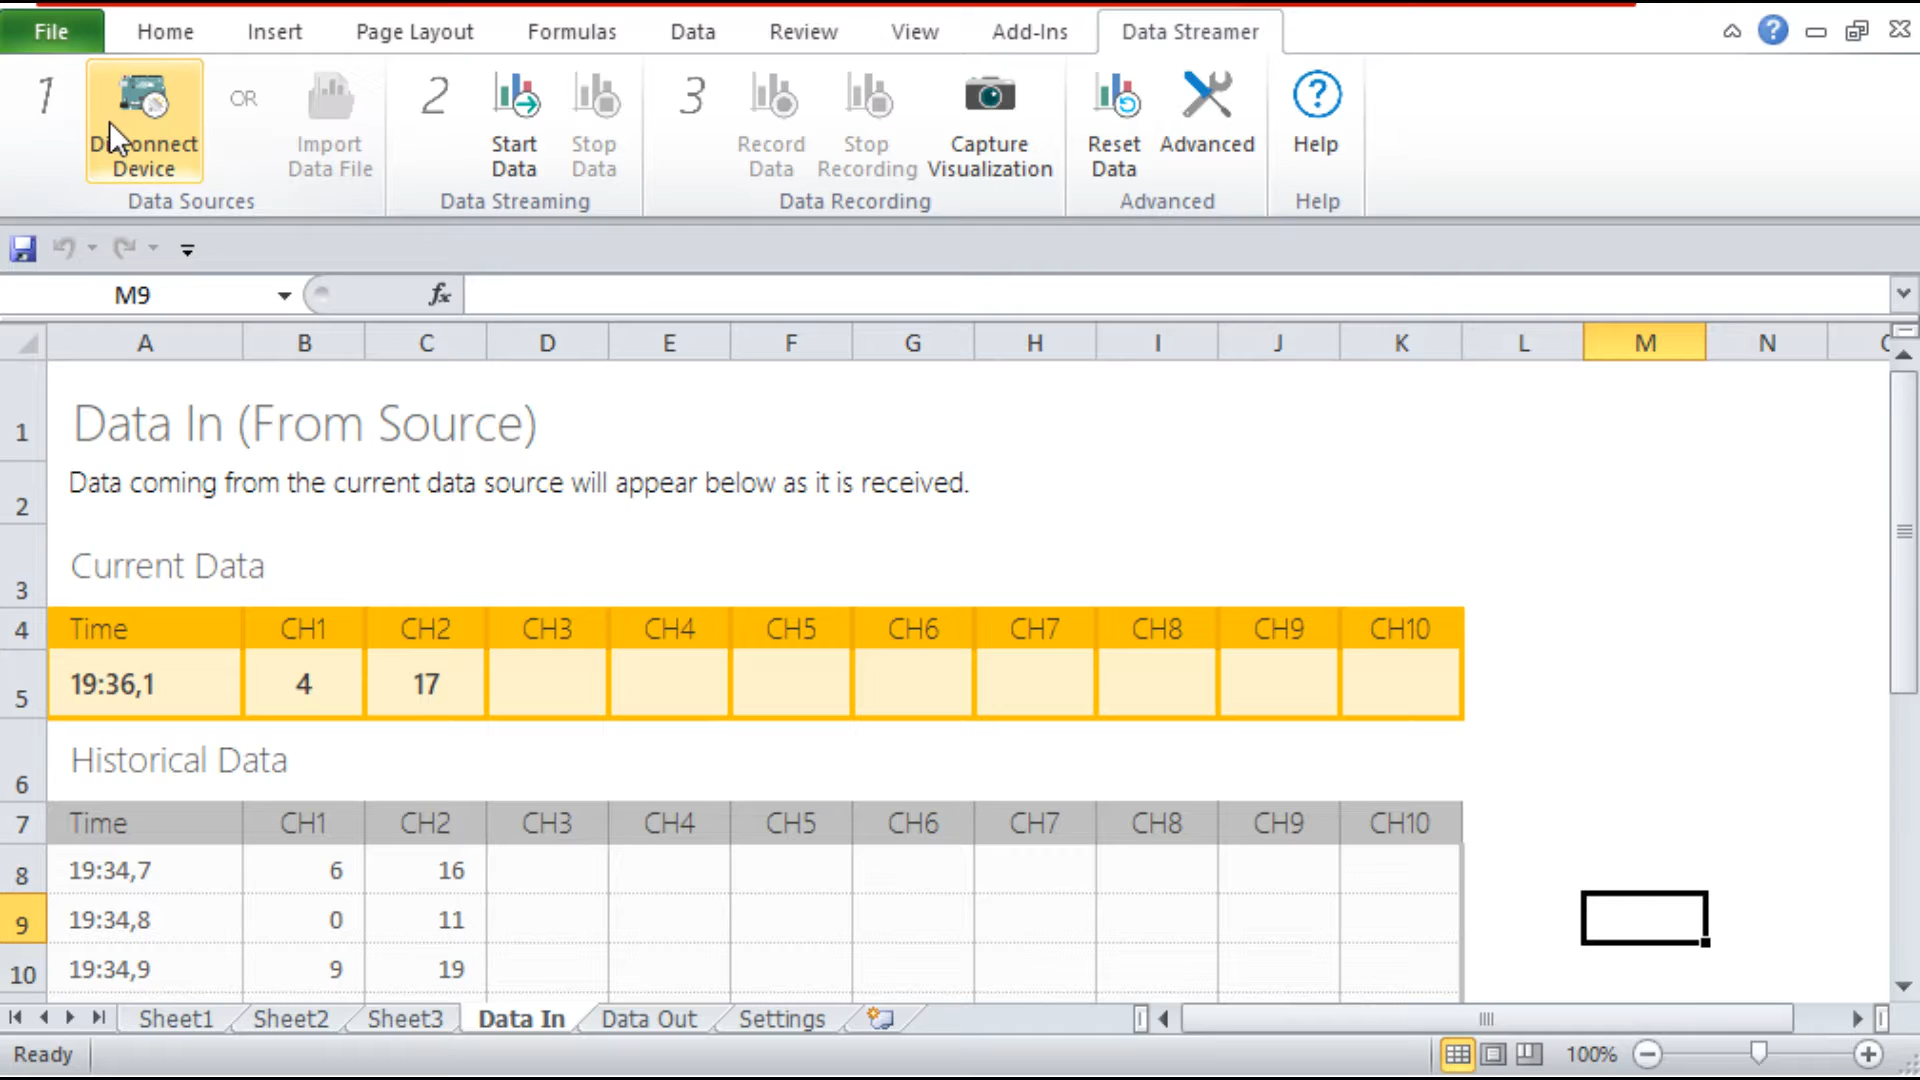 File Home Insert Page Layout Formulas Data Review View Add-Ins Data Streamer
1 OR 2 3
Disconnect Device
Import Data File
Start Data
Stop Data
Record Data
Stop Recording
Capture Visualization
Reset Data
Advanced
Help
Data Sources Data Streaming Data Recording Advanced Help
M9 fx
A B C D E F G H I J K L M N
1 Data In (From Source)
2 Data coming from the current data source will appear below as it is received.
3 Current Data
4 Time CH1 CH2 CH3 CH4 CH5 CH6 CH7 CH8 CH9 CH10
5 19:36,1 4 17
6 Historical Data
7 Time CH1 CH2 CH3 CH4 CH5 CH6 CH7 CH8 CH9 CH10
8 19:34,7 6 16
9 19:34,8 0 11
10 19:34,9 9 19
Sheet1 Sheet2 Sheet3 Data In Data Out Settings
Ready 100%